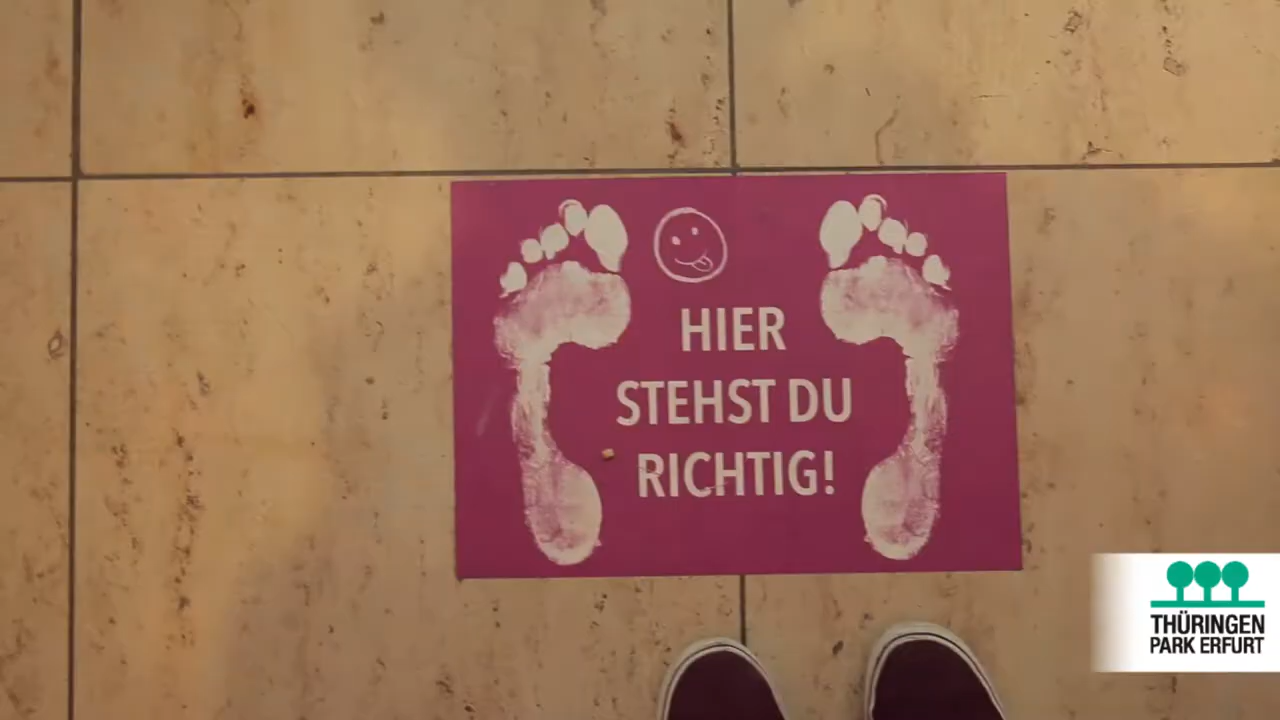 HIER
STEHST DU
RICHTIG!
THÜRINGEN
PARK ERFURT